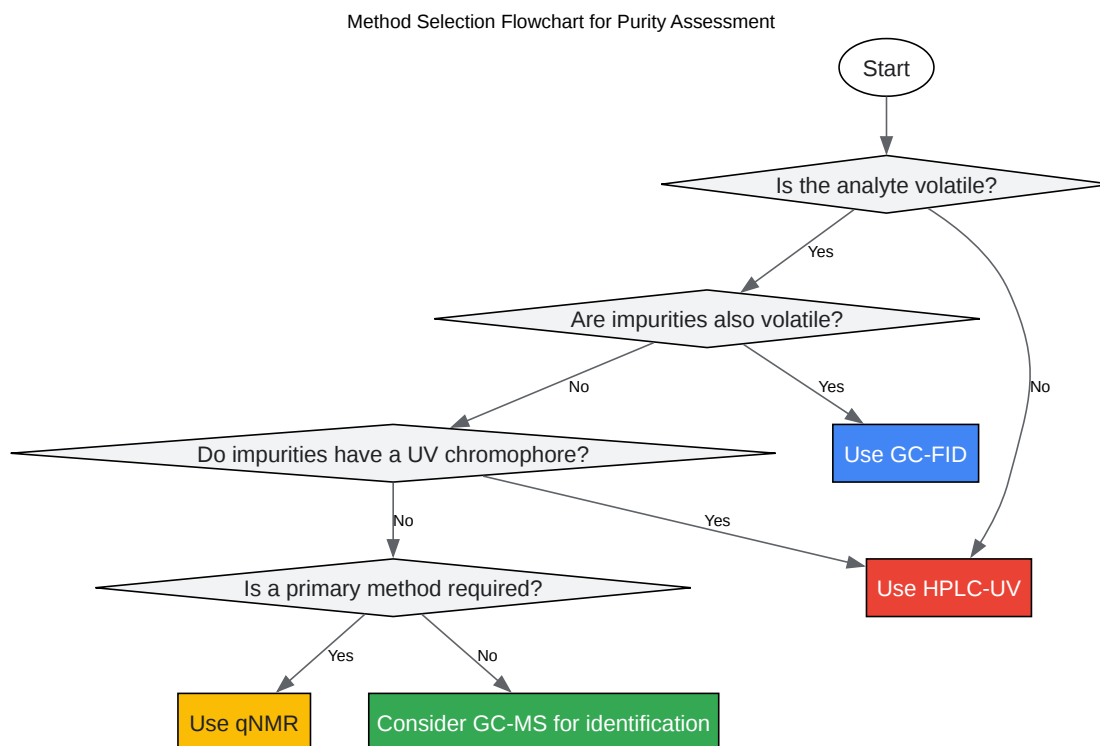 Method Selection Flowchart for Purity Assessment
Start
Is the analyte volatile?
Yes
Are impurities also volatile?
No
Yes
No
Do impurities have a UV chromophore?
Use GC-FID
No
Yes
Is a primary method required?
Use HPLC-UV
Yes
No
Use qNMR
Consider GC-MS for identification